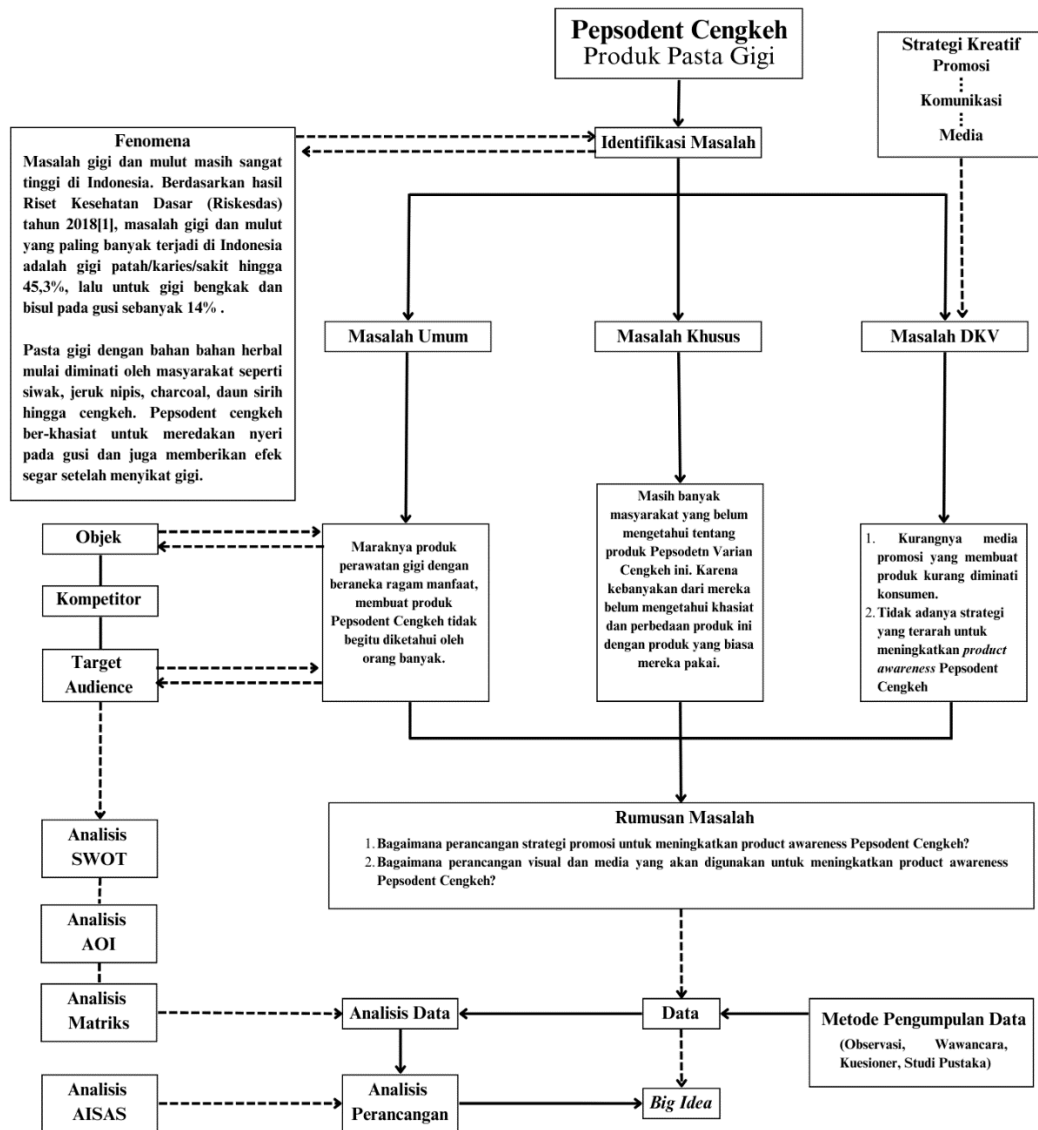 Pepsodent Cengkeh
Produk Pasta Gigi
Strategi Kreatif
Promosi
Komunikasi
Media
Identifikasi Masalah
Fenomena
Masalah gigi dan mulut masih sangat
tinggi di Indonesia. Berdasarkan hasil
Riset Kesehatan Dasar (Riskesdas)
tahun 2018[1], masalah gigi dan mulut
yang paling banyak terjadi di Indonesia
adalah gigi patah/karies/sakit hingga
45,3%, lalu untuk gigi bengkak dan
bisul pada gusi sebanyak 14% .
Pasta gigi dengan bahan bahan herbal
mulai diminati oleh masyarakat seperti
siwak, jeruk nipis, charcoal, daun sirih
hingga cengkeh. Pepsodent cengkeh
ber-khasiat untuk meredakan nyeri
pada gusi dan juga memberikan efek
segar setelah menyikat gigi.
Masalah Umum
Masalah Khusus
Masalah DKV
Objek
Kompetitor
Target
Audience
Maraknya produk
perawatan gigi dengan
beraneka ragam manfaat,
membuat produk
Pepsodent Cengkeh tidak
begitu diketahui oleh
orang banyak.
Masih banyak
masyarakat yang belum
mengetahui tentang
produk Pepsodetn Varian
Cengkeh ini. Karena
kebanyakan dari mereka
belum mengetahui khasiat
dan perbedaan produk ini
dengan produk yang biasa
mereka pakai.
1. Kurangnya media
promosi yang membuat
produk kurang diminati
konsumen.
2. Tidak adanya strategi
yang terarah untuk
meningkatkan product
awareness Pepsodent
Cengkeh
Rumusan Masalah
1. Bagaimana perancangan strategi promosi untuk meningkatkan product awareness Pepsodent Cengkeh?
2. Bagaimana perancangan visual dan media yang akan digunakan untuk meningkatkan product awareness
Pepsodent Cengkeh?
Analisis
SWOT
Analisis
AOI
Analisis
Matriks
Analisis Data
Data
Metode Pengumpulan Data
(Observasi, Wawancara,
Kuesioner, Studi Pustaka)
Analisis
AISAS
Analisis
Perancangan
Big Idea